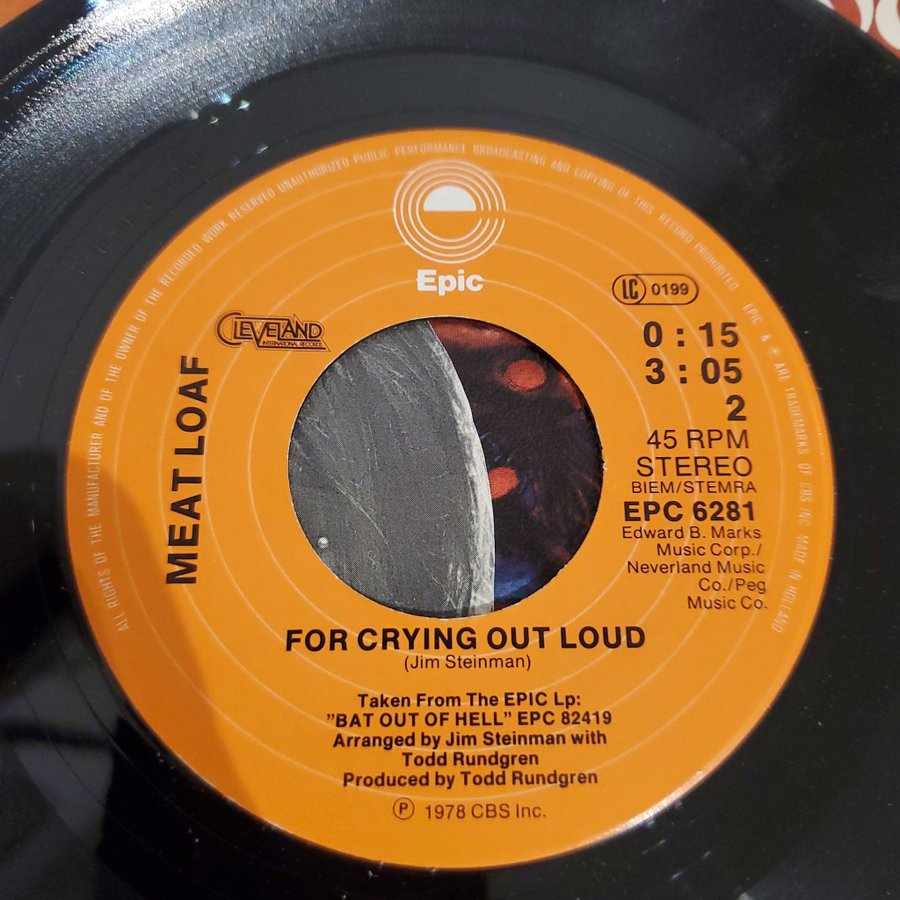 ALL RIGHTS OF THE MANUFACTURER AND OF THE OWNER OF THE RECORDED WORK RESERVED UNAUTHORIZED PUBLIC PERFORMANCE BROADCASTING AND COPYING OF THIS RECORD PROHIBITED EPIC & ARE TRADEMARKS OF CBS INC MADE IN HOLLAND
Epic
LC 0199
CLEVELAND
INTERNATIONAL RECORDS
MEAT LOAF
0 : 15
3 : 05
2
45 RPM
STEREO
BIEM/STEMRA
EPC 6281
Edward B. Marks
Music Corp./
Neverland Music
Co./Peg
Music Co.
FOR CRYING OUT LOUD
(Jim Steinman)
Taken From The EPIC Lp:
”BAT OUT OF HELL” EPC 82419
Arranged by Jim Steinman with
Todd Rundgren
Produced by Todd Rundgren
Ⓟ 1978 CBS Inc.